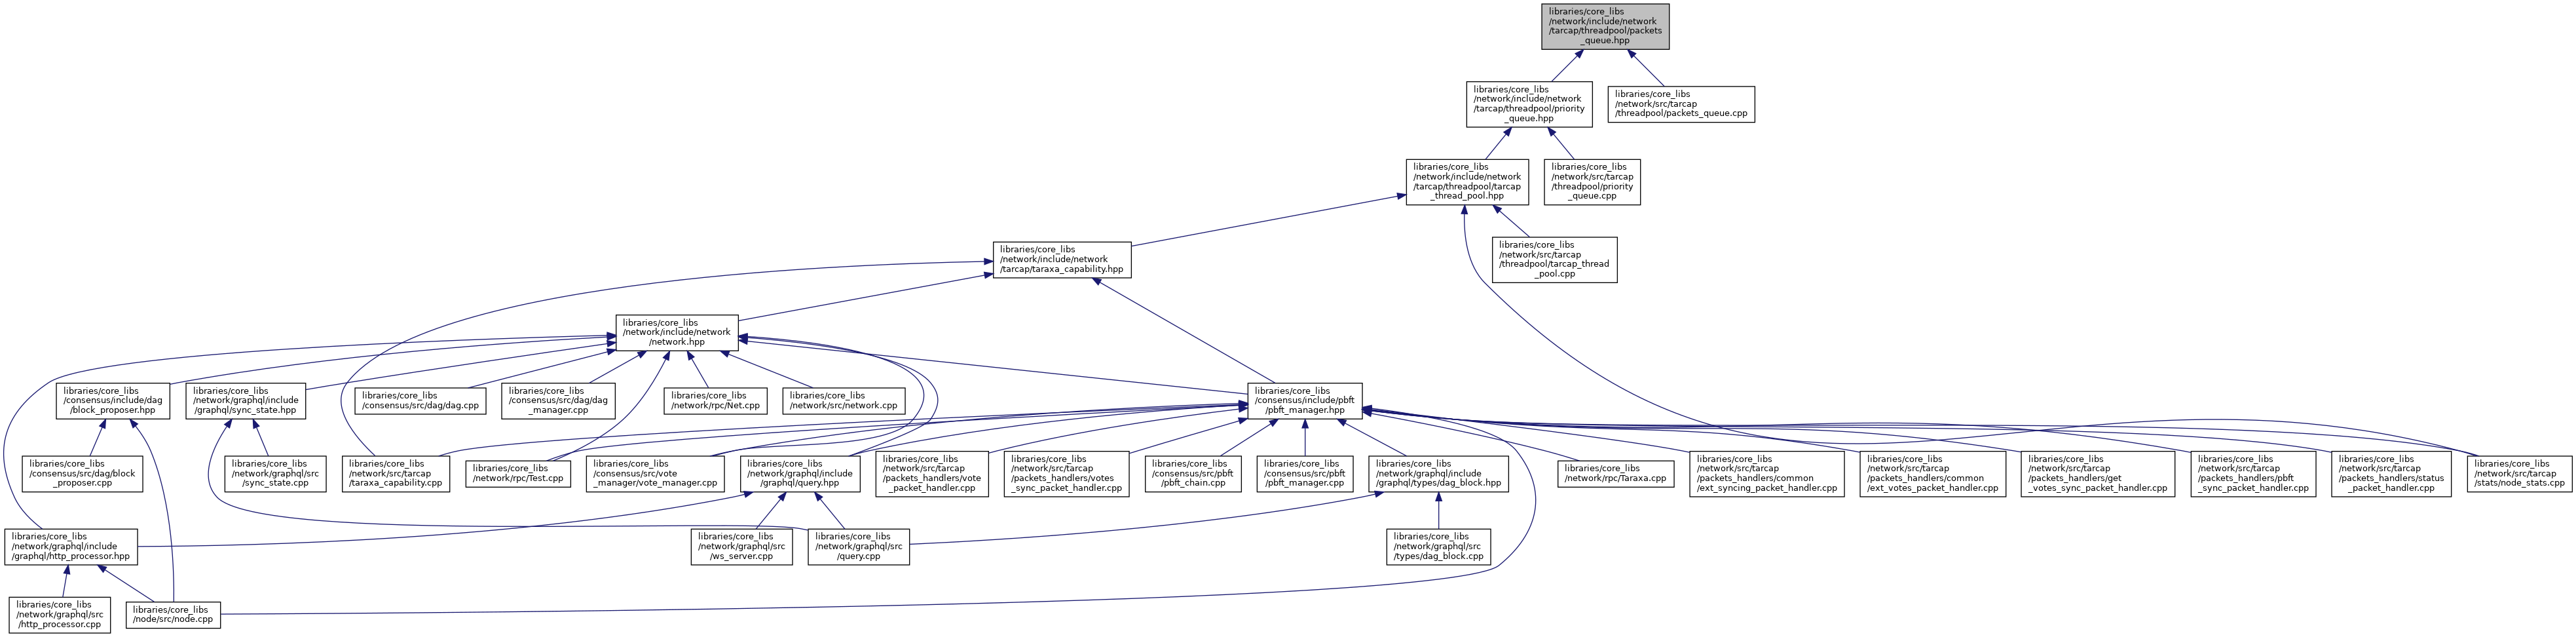 libraries/core_libs
/network/include/network
/tarcap/threadpool/packets
_queue.hpp
libraries/core_libs
/network/include/network
/tarcap/threadpool/priority
_queue.hpp
libraries/core_libs
/network/src/tarcap
/threadpool/packets_queue.cpp
libraries/core_libs
/network/include/network
/tarcap/threadpool/tarcap
_thread_pool.hpp
libraries/core_libs
/network/src/tarcap
/threadpool/priority
_queue.cpp
libraries/core_libs
/network/include/network
/tarcap/taraxa_capability.hpp
libraries/core_libs
/network/src/tarcap
/threadpool/tarcap_thread
_pool.cpp
libraries/core_libs
/network/include/network
/network.hpp
libraries/core_libs
/consensus/include/dag
/block_proposer.hpp
libraries/core_libs
/network/graphql/include
/graphql/sync_state.hpp
libraries/core_libs
/consensus/src/dag/dag.cpp
libraries/core_libs
/consensus/src/dag/dag
_manager.cpp
libraries/core_libs
/network/rpc/Net.cpp
libraries/core_libs
/network/src/network.cpp
libraries/core_libs
/consensus/include/pbft
/pbft_manager.hpp
libraries/core_libs
/consensus/src/dag/block
_proposer.cpp
libraries/core_libs
/network/graphql/src
/sync_state.cpp
libraries/core_libs
/network/src/tarcap
/taraxa_capability.cpp
libraries/core_libs
/network/rpc/Test.cpp
libraries/core_libs
/consensus/src/vote
_manager/vote_manager.cpp
libraries/core_libs
/network/graphql/include
/graphql/query.hpp
libraries/core_libs
/network/src/tarcap
/packets_handlers/vote
_packet_handler.cpp
libraries/core_libs
/network/src/tarcap
/packets_handlers/votes
_sync_packet_handler.cpp
libraries/core_libs
/consensus/src/pbft
/pbft_chain.cpp
libraries/core_libs
/consensus/src/pbft
/pbft_manager.cpp
libraries/core_libs
/network/graphql/include
/graphql/types/dag_block.hpp
libraries/core_libs
/network/rpc/Taraxa.cpp
libraries/core_libs
/network/src/tarcap
/packets_handlers/common
/ext_syncing_packet_handler.cpp
libraries/core_libs
/network/src/tarcap
/packets_handlers/common
/ext_votes_packet_handler.cpp
libraries/core_libs
/network/src/tarcap
/packets_handlers/get
_votes_sync_packet_handler.cpp
libraries/core_libs
/network/src/tarcap
/packets_handlers/pbft
_sync_packet_handler.cpp
libraries/core_libs
/network/src/tarcap
/packets_handlers/status
_packet_handler.cpp
libraries/core_libs
/network/src/tarcap
/stats/node_stats.cpp
libraries/core_libs
/network/graphql/include
/graphql/http_processor.hpp
libraries/core_libs
/network/graphql/src
/ws_server.cpp
libraries/core_libs
/network/graphql/src
/query.cpp
libraries/core_libs
/network/graphql/src
/types/dag_block.cpp
libraries/core_libs
/network/graphql/src
/http_processor.cpp
libraries/core_libs
/node/src/node.cpp